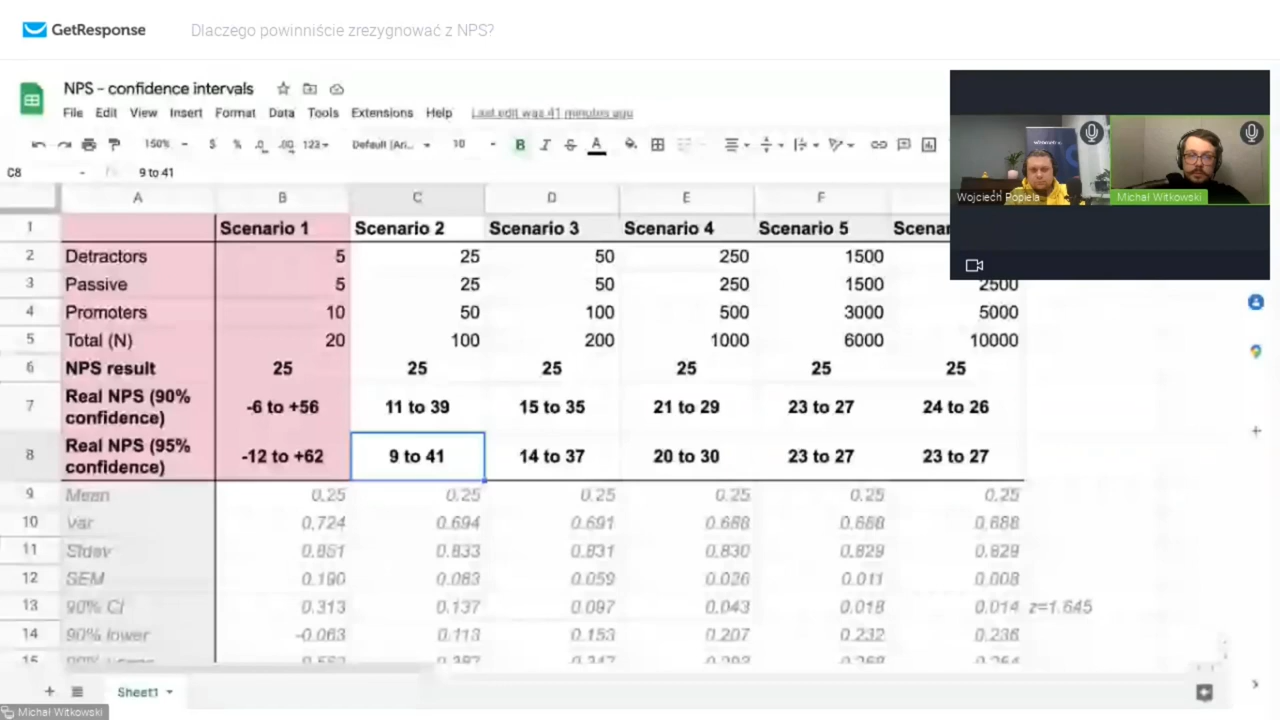 GetResponse Dlaczego powinniście zrezygnować z NPS?
NPS - confidence intervals
File Edit View Insert Format Data Tools Extensions Help Last edit was 41 minutes ago
150% $ % .0 .00 123 Default (Ari... 10 B I S A
C8 9 to 41
A B C D E F
1 Scenario 1 Scenario 2 Scenario 3 Scenario 4 Scenario 5
2 Detractors 5 25 50 250 1500
3 Passive 5 25 50 250 1500 2500
4 Promoters 10 50 100 500 3000 5000
5 Total (N) 20 100 200 1000 6000 10000
6 NPS result 25 25 25 25 25 25
7 Real NPS (90% confidence) -6 to +56 11 to 39 15 to 35 21 to 29 23 to 27 24 to 26
8 Real NPS (95% confidence) -12 to +62 9 to 41 14 to 37 20 to 30 23 to 27 23 to 27
9 Mean 0.25 0.25 0.25 0.25 0.25 0.25
10 Var 0.724 0.694 0.691 0.688 0.688 0.688
11 Stdev 0.851 0.833 0.831 0.830 0.829 0.829
12 SEM 0.190 0.083 0.059 0.026 0.011 0.008
13 90% CI 0.313 0.137 0.097 0.043 0.018 0.014 z=1.645
14 90% lower -0.063 0.113 0.153 0.207 0.232 0.236
15
Sheet1
Wojciech Popiela
Michał Witkowski
Michał Witkowski